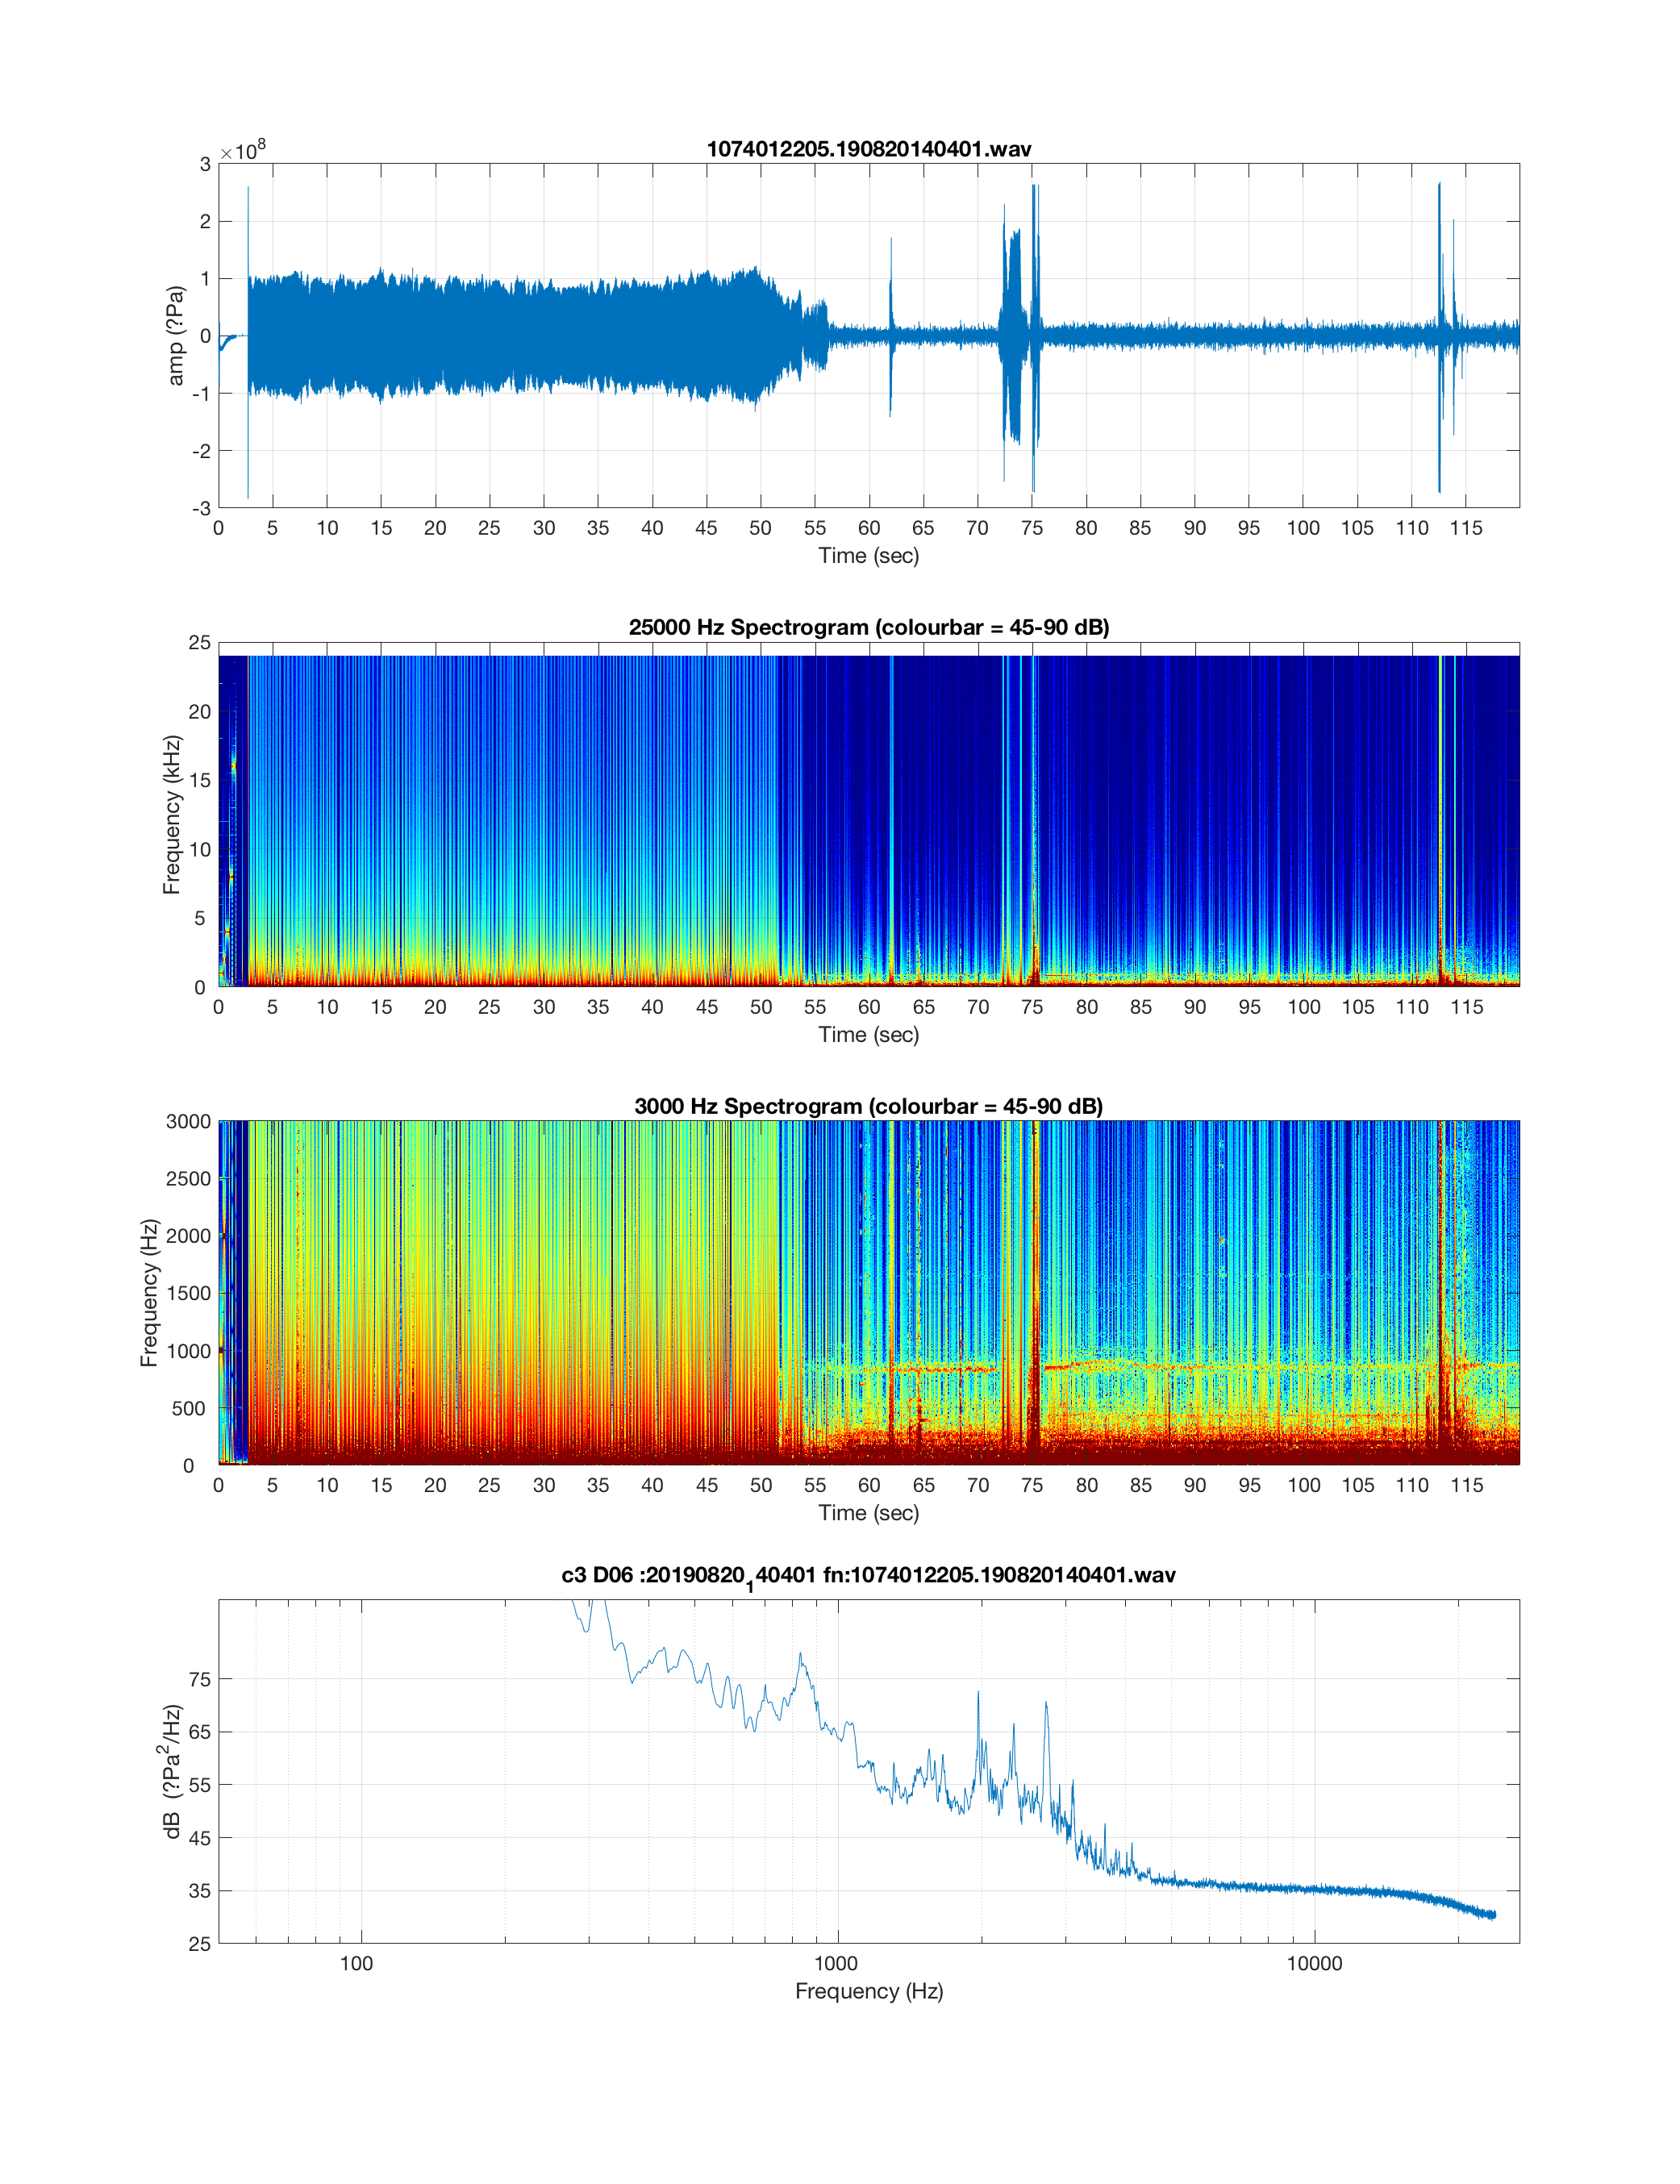 1074012205.190820140401.wav
×10^8
3
2
1
0
-1
-2
-3
amp (?Pa)
0 5 10 15 20 25 30 35 40 45 50 55 60 65 70 75 80 85 90 95 100 105 110 115
Time (sec)
25000 Hz Spectrogram (colourbar = 45-90 dB)
25
20
15
10
5
0
Frequency (kHz)
0 5 10 15 20 25 30 35 40 45 50 55 60 65 70 75 80 85 90 95 100 105 110 115
Time (sec)
3000 Hz Spectrogram (colourbar = 45-90 dB)
3000
2500
2000
1500
1000
500
0
Frequency (Hz)
0 5 10 15 20 25 30 35 40 45 50 55 60 65 70 75 80 85 90 95 100 105 110 115
Time (sec)
c3 D06 :20190820_140401 fn:1074012205.190820140401.wav
75
65
55
45
35
25
dB (?Pa^2/Hz)
100 1000 10000
Frequency (Hz)